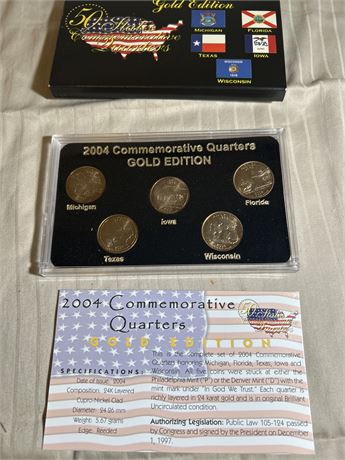 Gold Edition
50 States
Commemorative
Quarters
MICHIGAN
FLORIDA
TEXAS
IOWA
WISCONSIN
2004 Commemorative Quarters
GOLD EDITION
Michigan
Iowa
Florida
Texas
Wisconsin
2004 Commemorative
Quarters
GOLD EDITION
SPECIFICATIONS:
Date of Issue: 2004
Composition: 24K Layered
Cupro-Nickel Clad
Diameter: 24.26 mm
Weight: 5.67 grams
Edge: Reeded
This is the complete set of 2004 Commemorative
Quarters honoring Michigan, Florida, Texas, Iowa, and
Wisconsin. All five coins were struck at either the
Philadelphia Mint ("P") or the Denver Mint ("D") with the
mint mark under "In God We Trust." Each quarter is
richly layered in 24 karat gold and is in original Brilliant
Uncirculated condition.
Authorizing Legislation: Public Law 105-124 passed
by Congress and signed by the President on December
1, 1997.